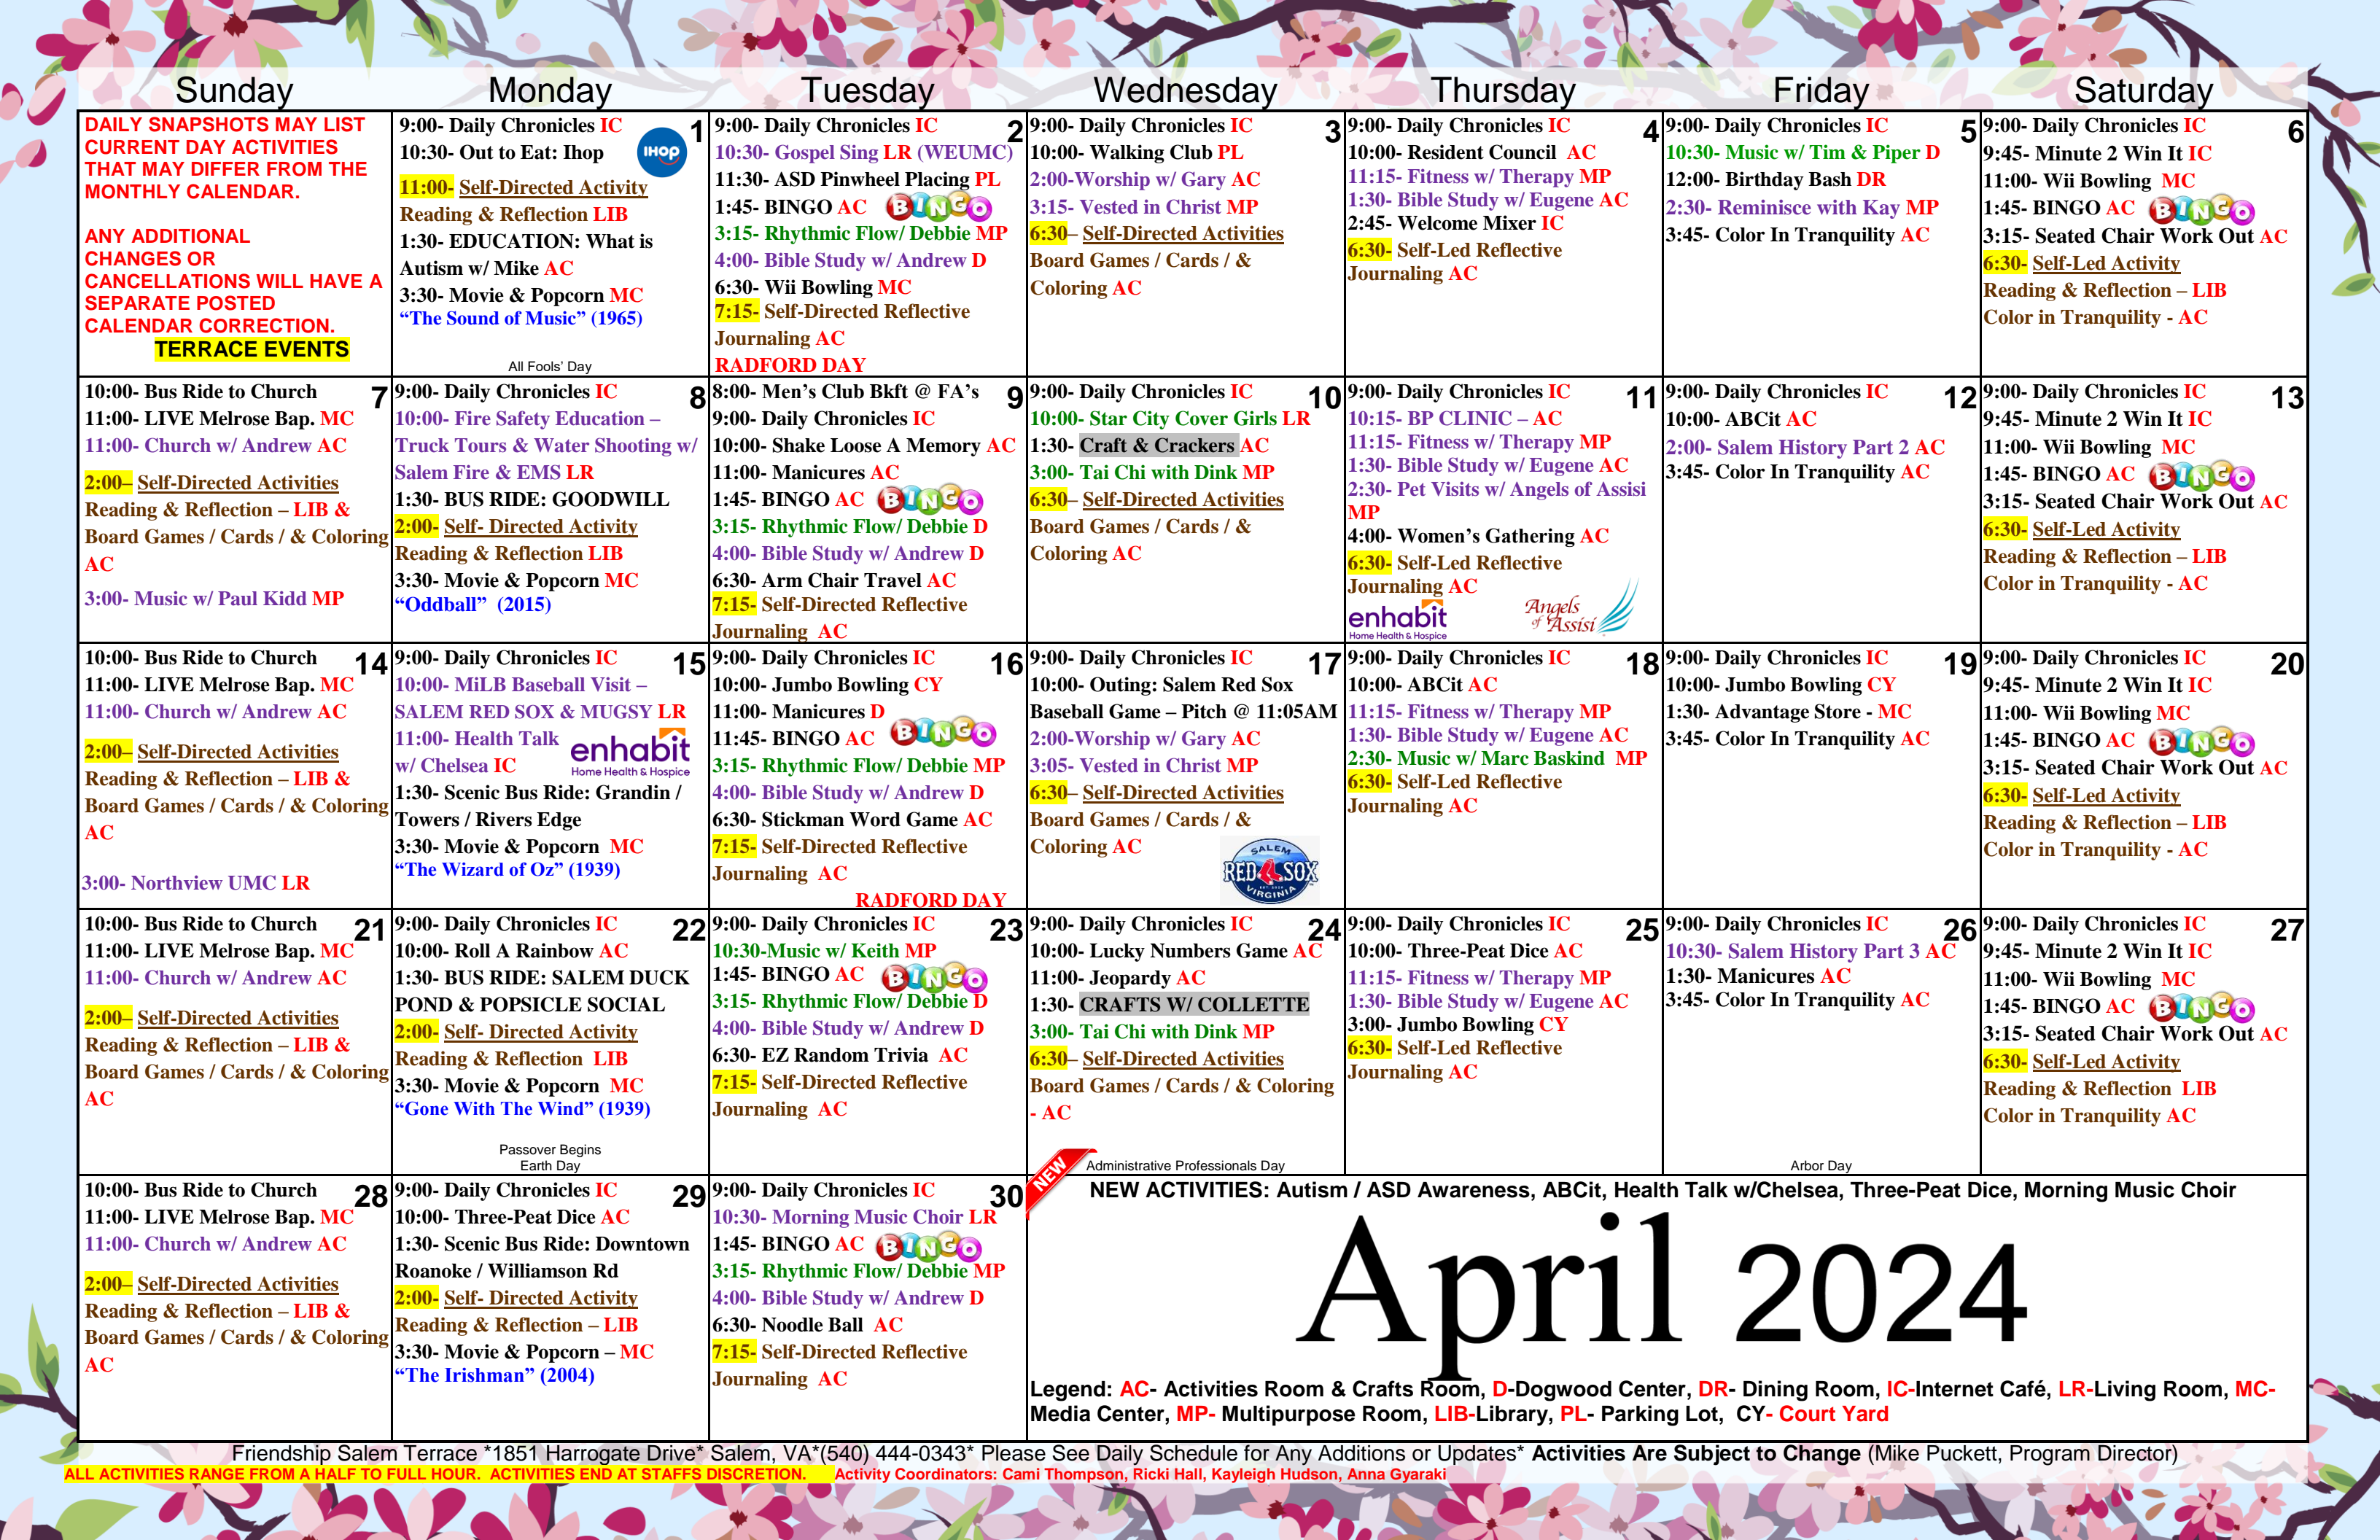 Sunday Monday Tuesday Wednesday Thursday Friday Saturday
DAILY SNAPSHOTS MAY LIST
CURRENT DAY ACTIVITIES
THAT MAY DIFFER FROM THE
MONTHLY CALENDAR.
ANY ADDITIONAL
CHANGES OR
CANCELLATIONS WILL HAVE A
SEPARATE POSTED
CALENDAR CORRECTION.
TERRACE EVENTS
1
9:00- Daily Chronicles IC
10:30- Out to Eat: Ihop
IHOP
11:00- Self-Directed Activity
Reading & Reflection LIB
1:30- EDUCATION: What is
Autism w/ Mike AC
3:30- Movie & Popcorn MC
“The Sound of Music” (1965)
All Fools’ Day
2
9:00- Daily Chronicles IC
10:30- Gospel Sing LR (WEUMC)
11:30- ASD Pinwheel Placing PL
1:45- BINGO AC BINGO
3:15- Rhythmic Flow/ Debbie MP
4:00- Bible Study w/ Andrew D
6:30- Wii Bowling MC
7:15- Self-Directed Reflective
Journaling AC
RADFORD DAY
3
9:00- Daily Chronicles IC
10:00- Walking Club PL
2:00-Worship w/ Gary AC
3:15- Vested in Christ MP
6:30– Self-Directed Activities
Board Games / Cards / &
Coloring AC
4
9:00- Daily Chronicles IC
10:00- Resident Council AC
11:15- Fitness w/ Therapy MP
1:30- Bible Study w/ Eugene AC
2:45- Welcome Mixer IC
6:30- Self-Led Reflective
Journaling AC
5
9:00- Daily Chronicles IC
10:30- Music w/ Tim & Piper D
12:00- Birthday Bash DR
2:30- Reminisce with Kay MP
3:45- Color In Tranquility AC
6
9:00- Daily Chronicles IC
9:45- Minute 2 Win It IC
11:00- Wii Bowling MC
1:45- BINGO AC BINGO
3:15- Seated Chair Work Out AC
6:30- Self-Led Activity
Reading & Reflection – LIB
Color in Tranquility - AC
7
10:00- Bus Ride to Church
11:00- LIVE Melrose Bap. MC
11:00- Church w/ Andrew AC
2:00– Self-Directed Activities
Reading & Reflection – LIB &
Board Games / Cards / & Coloring
AC
3:00- Music w/ Paul Kidd MP
8
9:00- Daily Chronicles IC
10:00- Fire Safety Education –
Truck Tours & Water Shooting w/
Salem Fire & EMS LR
1:30- BUS RIDE: GOODWILL
2:00- Self- Directed Activity
Reading & Reflection LIB
3:30- Movie & Popcorn MC
“Oddball” (2015)
9
8:00- Men’s Club Bkft @ FA’s
9:00- Daily Chronicles IC
10:00- Shake Loose A Memory AC
11:00- Manicures AC
1:45- BINGO AC BINGO
3:15- Rhythmic Flow/ Debbie D
4:00- Bible Study w/ Andrew D
6:30- Arm Chair Travel AC
7:15- Self-Directed Reflective
Journaling AC
10
9:00- Daily Chronicles IC
10:00- Star City Cover Girls LR
1:30- Craft & Crackers AC
3:00- Tai Chi with Dink MP
6:30– Self-Directed Activities
Board Games / Cards / &
Coloring AC
11
9:00- Daily Chronicles IC
10:15- BP CLINIC – AC
11:15- Fitness w/ Therapy MP
1:30- Bible Study w/ Eugene AC
2:30- Pet Visits w/ Angels of Assisi
MP
4:00- Women’s Gathering AC
6:30- Self-Led Reflective
Journaling AC
enhabit
Home Health & Hospice
Angels
of Assisi
12
9:00- Daily Chronicles IC
10:00- ABCit AC
2:00- Salem History Part 2 AC
3:45- Color In Tranquility AC
13
9:00- Daily Chronicles IC
9:45- Minute 2 Win It IC
11:00- Wii Bowling MC
1:45- BINGO AC BINGO
3:15- Seated Chair Work Out AC
6:30- Self-Led Activity
Reading & Reflection – LIB
Color in Tranquility - AC
14
10:00- Bus Ride to Church
11:00- LIVE Melrose Bap. MC
11:00- Church w/ Andrew AC
2:00– Self-Directed Activities
Reading & Reflection – LIB &
Board Games / Cards / & Coloring
AC
3:00- Northview UMC LR
15
9:00- Daily Chronicles IC
10:00- MiLB Baseball Visit –
SALEM RED SOX & MUGSY LR
11:00- Health Talk
w/ Chelsea IC
enhabit
Home Health & Hospice
1:30- Scenic Bus Ride: Grandin /
Towers / Rivers Edge
3:30- Movie & Popcorn MC
“The Wizard of Oz” (1939)
16
9:00- Daily Chronicles IC
10:00- Jumbo Bowling CY
11:00- Manicures D
11:45- BINGO AC BINGO
3:15- Rhythmic Flow/ Debbie MP
4:00- Bible Study w/ Andrew D
6:30- Stickman Word Game AC
7:15- Self-Directed Reflective
Journaling AC
RADFORD DAY
17
9:00- Daily Chronicles IC
10:00- Outing: Salem Red Sox
Baseball Game – Pitch @ 11:05AM
2:00-Worship w/ Gary AC
3:05- Vested in Christ MP
6:30– Self-Directed Activities
Board Games / Cards / &
Coloring AC
SALEM
RED SOX
VIRGINIA
18
9:00- Daily Chronicles IC
10:00- ABCit AC
11:15- Fitness w/ Therapy MP
1:30- Bible Study w/ Eugene AC
2:30- Music w/ Marc Baskind MP
6:30- Self-Led Reflective
Journaling AC
19
9:00- Daily Chronicles IC
10:00- Jumbo Bowling CY
1:30- Advantage Store - MC
3:45- Color In Tranquility AC
20
9:00- Daily Chronicles IC
9:45- Minute 2 Win It IC
11:00- Wii Bowling MC
1:45- BINGO AC BINGO
3:15- Seated Chair Work Out AC
6:30- Self-Led Activity
Reading & Reflection – LIB
Color in Tranquility - AC
21
10:00- Bus Ride to Church
11:00- LIVE Melrose Bap. MC
11:00- Church w/ Andrew AC
2:00– Self-Directed Activities
Reading & Reflection – LIB &
Board Games / Cards / & Coloring
AC
22
9:00- Daily Chronicles IC
10:00- Roll A Rainbow AC
1:30- BUS RIDE: SALEM DUCK
POND & POPSICLE SOCIAL
2:00- Self- Directed Activity
Reading & Reflection LIB
3:30- Movie & Popcorn MC
“Gone With The Wind” (1939)
Passover Begins
Earth Day
23
9:00- Daily Chronicles IC
10:30-Music w/ Keith MP
1:45- BINGO AC BINGO
3:15- Rhythmic Flow/ Debbie D
4:00- Bible Study w/ Andrew D
6:30- EZ Random Trivia AC
7:15- Self-Directed Reflective
Journaling AC
24
9:00- Daily Chronicles IC
10:00- Lucky Numbers Game AC
11:00- Jeopardy AC
1:30- CRAFTS W/ COLLETTE
3:00- Tai Chi with Dink MP
6:30– Self-Directed Activities
Board Games / Cards / & Coloring
- AC
Administrative Professionals Day
25
9:00- Daily Chronicles IC
10:00- Three-Peat Dice AC
11:15- Fitness w/ Therapy MP
1:30- Bible Study w/ Eugene AC
3:00- Jumbo Bowling CY
6:30- Self-Led Reflective
Journaling AC
26
9:00- Daily Chronicles IC
10:30- Salem History Part 3 AC
1:30- Manicures AC
3:45- Color In Tranquility AC
Arbor Day
27
9:00- Daily Chronicles IC
9:45- Minute 2 Win It IC
11:00- Wii Bowling MC
1:45- BINGO AC BINGO
3:15- Seated Chair Work Out AC
6:30- Self-Led Activity
Reading & Reflection LIB
Color in Tranquility AC
28
10:00- Bus Ride to Church
11:00- LIVE Melrose Bap. MC
11:00- Church w/ Andrew AC
2:00– Self-Directed Activities
Reading & Reflection – LIB &
Board Games / Cards / & Coloring
AC
29
9:00- Daily Chronicles IC
10:00- Three-Peat Dice AC
1:30- Scenic Bus Ride: Downtown
Roanoke / Williamson Rd
2:00- Self- Directed Activity
Reading & Reflection – LIB
3:30- Movie & Popcorn – MC
“The Irishman” (2004)
30
9:00- Daily Chronicles IC
10:30- Morning Music Choir LR
1:45- BINGO AC BINGO
3:15- Rhythmic Flow/ Debbie MP
4:00- Bible Study w/ Andrew D
6:30- Noodle Ball AC
7:15- Self-Directed Reflective
Journaling AC
NEW
NEW ACTIVITIES: Autism / ASD Awareness, ABCit, Health Talk w/Chelsea, Three-Peat Dice, Morning Music Choir
April 2024
Legend: AC- Activities Room & Crafts Room, D-Dogwood Center, DR- Dining Room, IC-Internet Café, LR-Living Room, MC-
Media Center, MP- Multipurpose Room, LIB-Library, PL- Parking Lot, CY- Court Yard
Friendship Salem Terrace *1851 Harrogate Drive* Salem, VA*(540) 444-0343* Please See Daily Schedule for Any Additions or Updates* Activities Are Subject to Change (Mike Puckett, Program Director)
ALL ACTIVITIES RANGE FROM A HALF TO FULL HOUR. ACTIVITIES END AT STAFFS DISCRETION. Activity Coordinators: Cami Thompson, Ricki Hall, Kayleigh Hudson, Anna Gyaraki